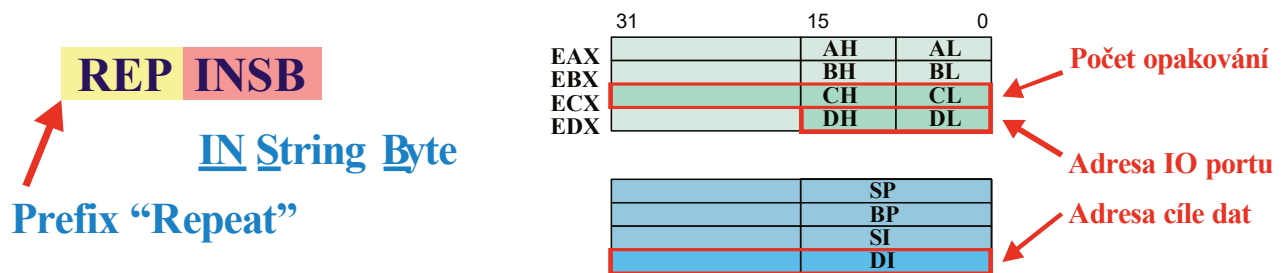 REP INSB
IN String Byte
Prefix “Repeat”
31 15 0
EAX AH AL
EBX BH BL
ECX CH CL
EDX DH DL
Počet opakování
Adresa IO portu
SP
BP
SI
DI
Adresa cíle dat